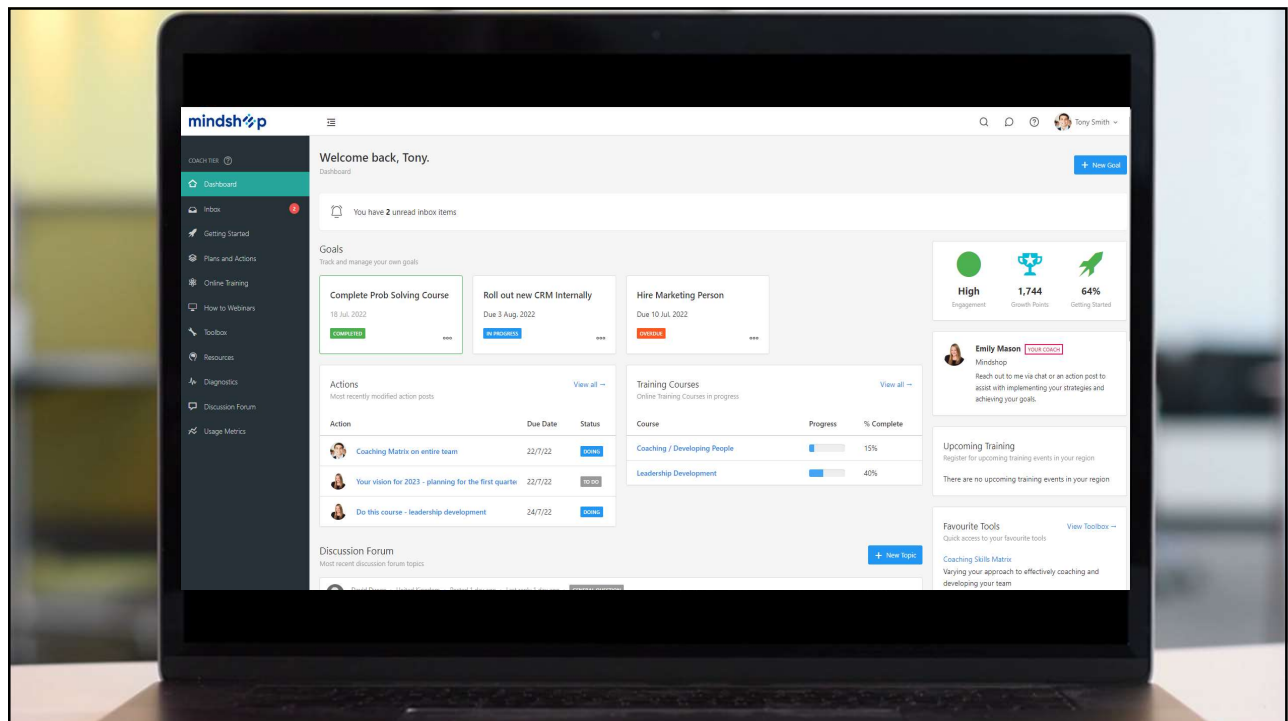 mindshop
Tony Smith
COACH TIER
Dashboard
Inbox 2
Getting Started
Plans and Actions
Online Training
How to Webinars
Toolbox
Resources
Diagnostics
Discussion Forum
Usage Metrics
Welcome back, Tony.
Dashboard
+ New Goal
You have 2 unread inbox items
Goals
Track and manage your own goals
Complete Prob Solving Course
18 Jul. 2022
COMPLETED
Roll out new CRM Internally
Due 3 Aug. 2022
IN PROGRESS
Hire Marketing Person
Due 10 Jul. 2022
OVERDUE
Actions View all →
Most recently modified action posts
Action Due Date Status
Coaching Matrix on entire team 22/7/22 DOING
Your vision for 2023 - planning for the first quarte 22/7/22 TO DO
Do this course - leadership development 24/7/22 DOING
Training Courses View all →
Online Training Courses in progress
Course Progress % Complete
Coaching / Developing People 15%
Leadership Development 40%
Discussion Forum
Most recent discussion forum topics
+ New Topic
High 1,744 64%
Engagement Growth Points Getting Started
Emily Mason YOUR COACH
Mindshop
Reach out to me via chat or an action post to
assist with implementing your strategies and
achieving your goals.
Upcoming Training
Register for upcoming training events in your region
There are no upcoming training events in your region
Favourite Tools View Toolbox →
Quick access to your favourite tools
Coaching Skills Matrix
Varying your approach to effectively coaching and
developing your team